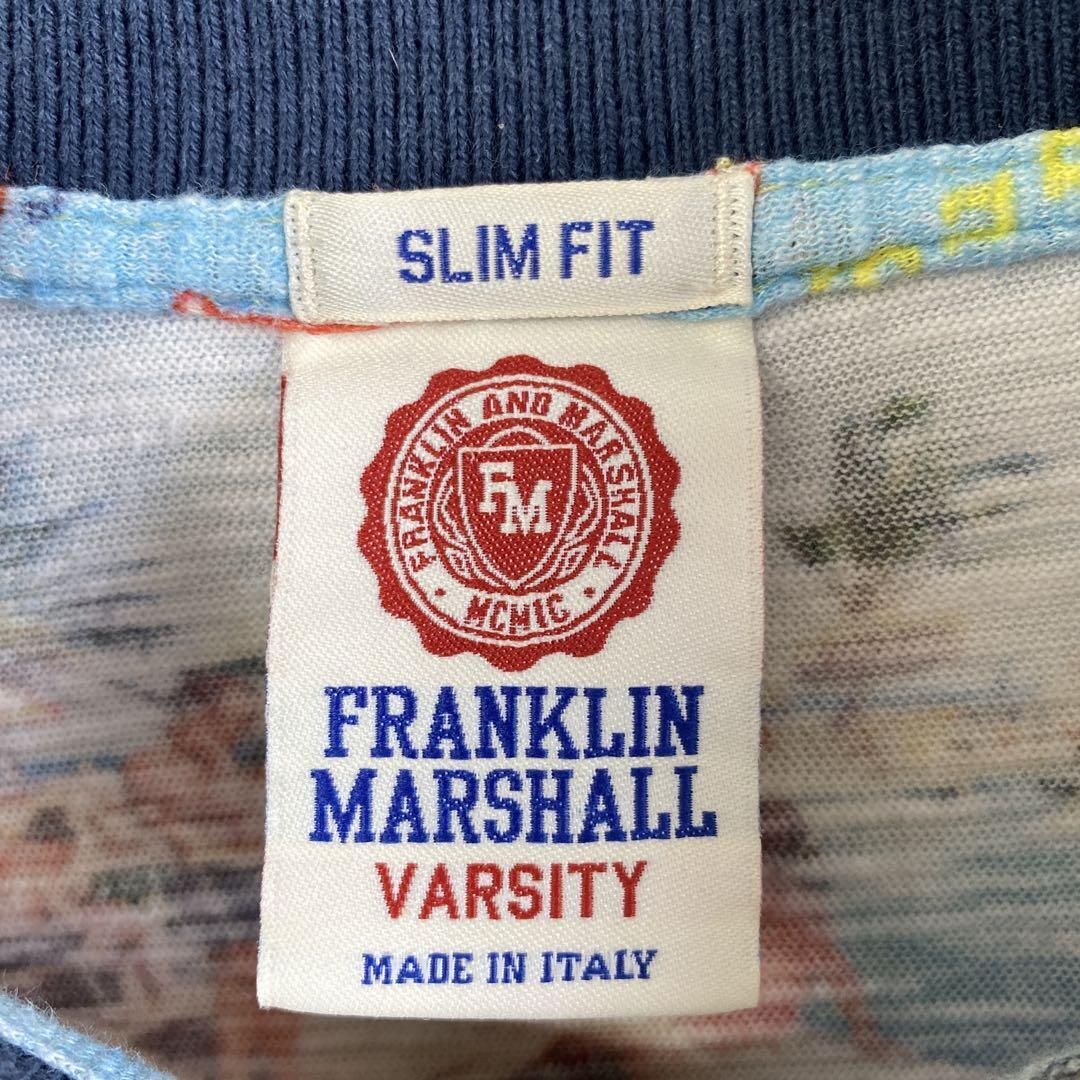 SLIM FIT
FRANKLIN AND MARSHALL
FM
MCMIC
FRANKLIN
MARSHALL
VARSITY
MADE IN ITALY